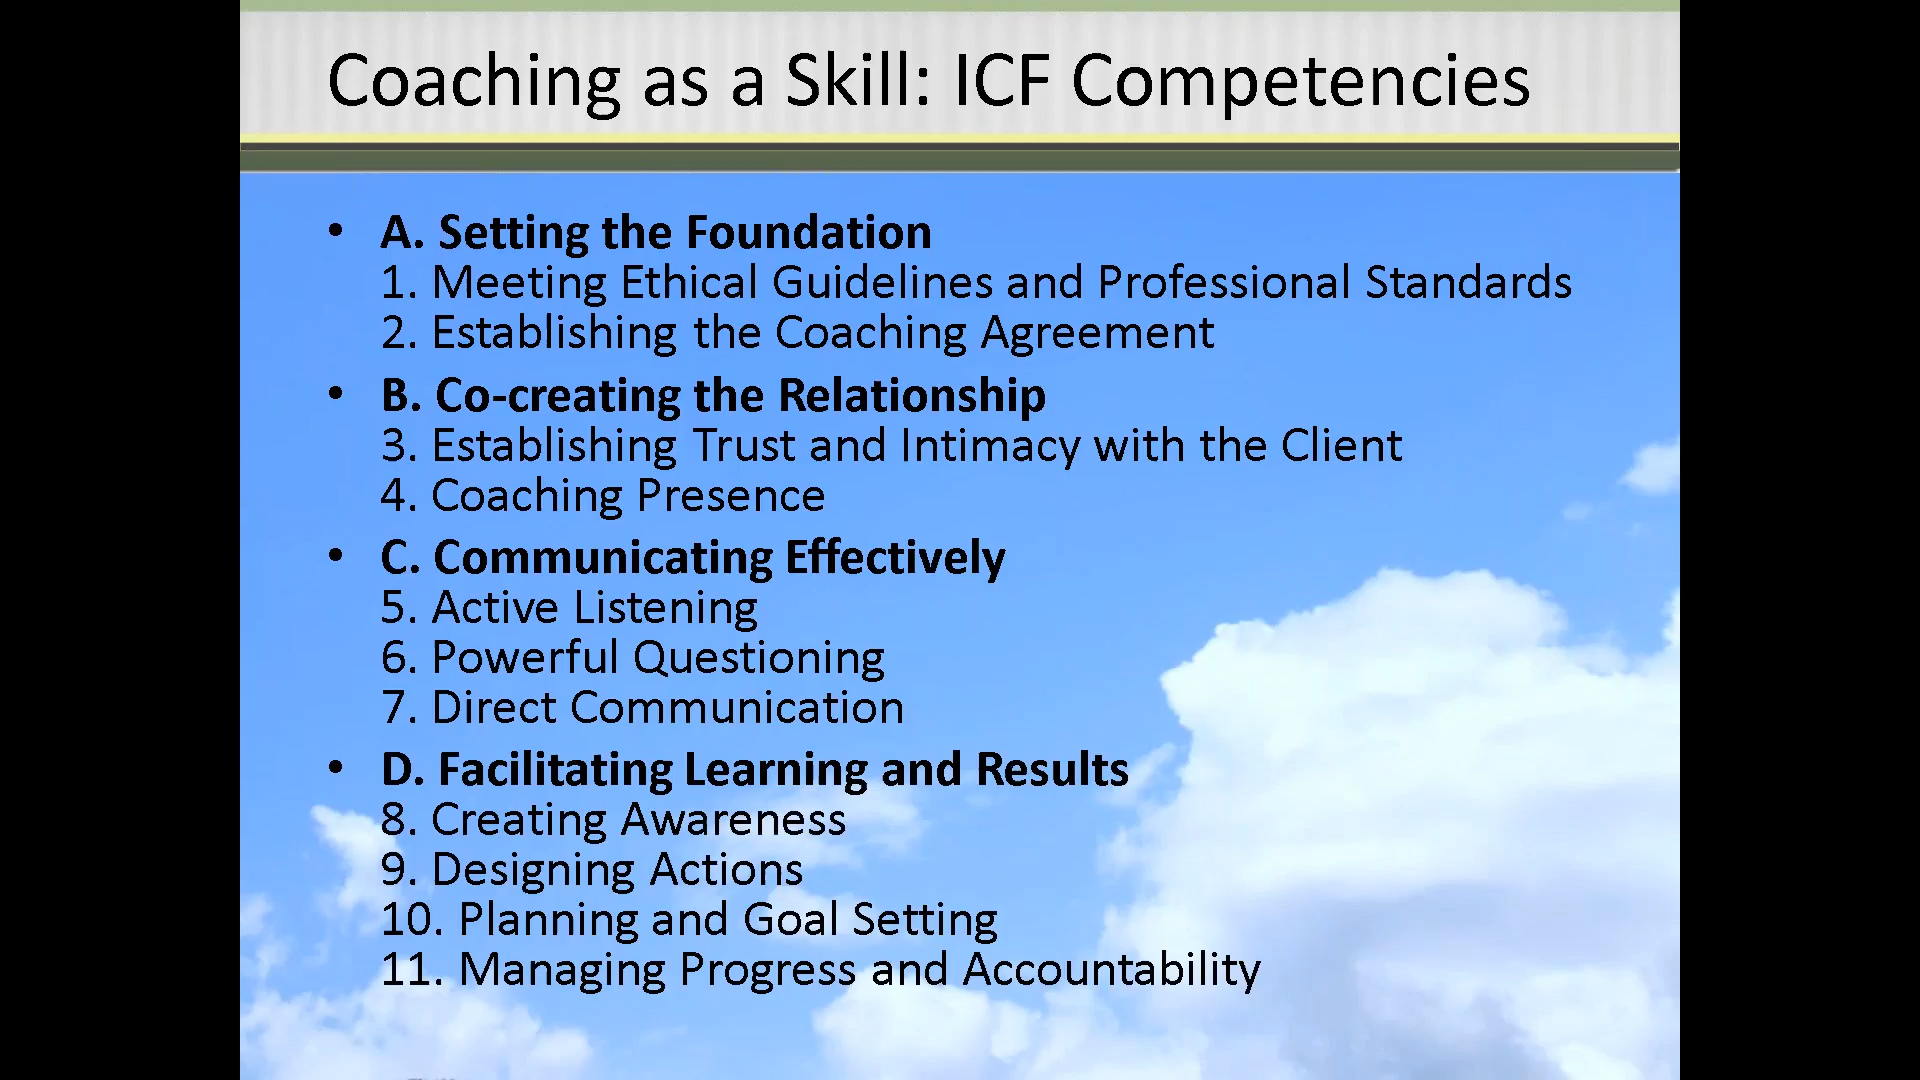 Coaching as a Skill: ICF Competencies
• A. Setting the Foundation
1. Meeting Ethical Guidelines and Professional Standards
2. Establishing the Coaching Agreement
• B. Co-creating the Relationship
3. Establishing Trust and Intimacy with the Client
4. Coaching Presence
• C. Communicating Effectively
5. Active Listening
6. Powerful Questioning
7. Direct Communication
• D. Facilitating Learning and Results
8. Creating Awareness
9. Designing Actions
10. Planning and Goal Setting
11. Managing Progress and Accountability